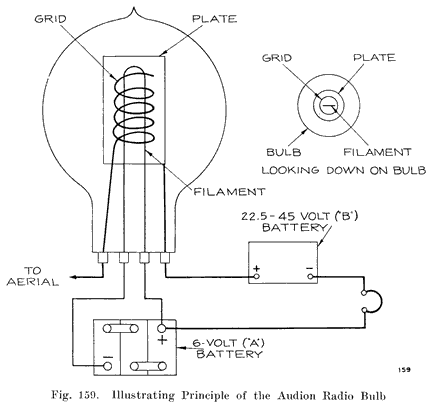 GRID
PLATE
GRID
PLATE
BULB
FILAMENT
LOOKING DOWN ON BULB
FILAMENT
22.5-45 VOLT ("B")
BATTERY
TO
AERIAL
+
-
+
-
6-VOLT ("A")
BATTERY
159
Fig. 159. Illustrating Principle of the Audion Radio Bulb